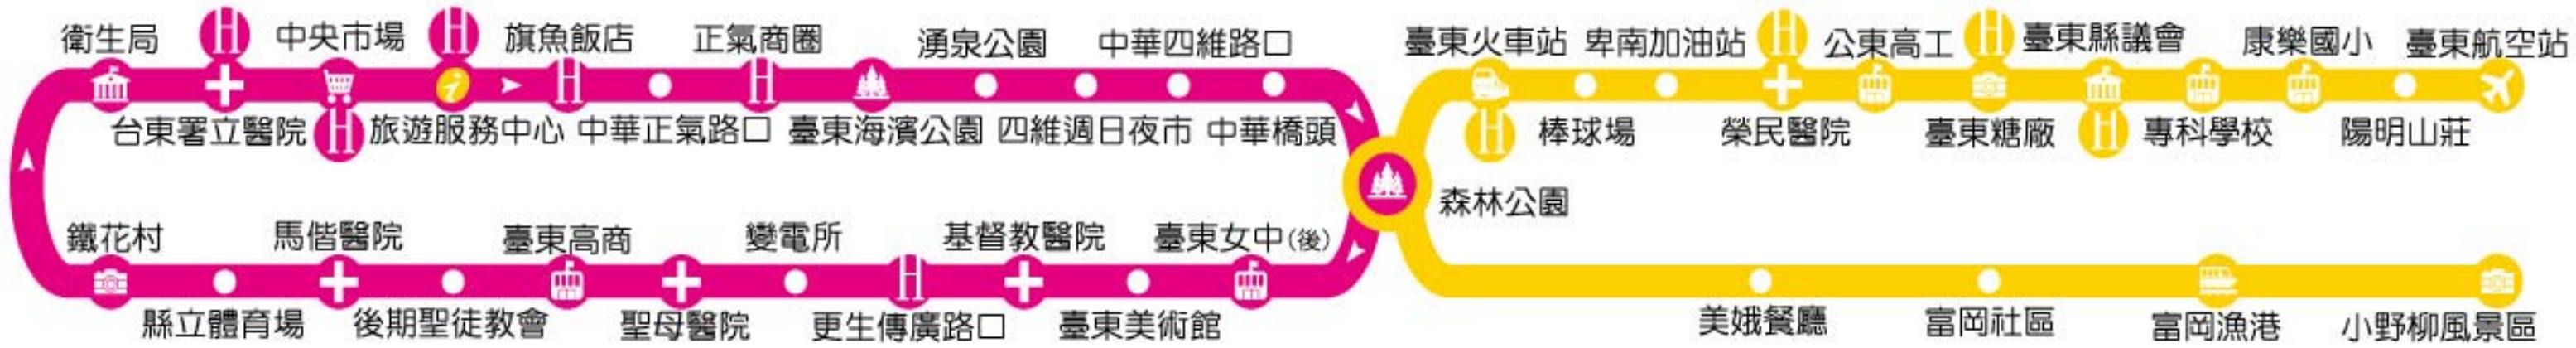 衛生局
H
中央市場
H
旗魚飯店
正氣商圈
湧泉公園
中華四維路口
臺東火車站
卑南加油站
H
公東高工
H
臺東縣議會
康樂國小
臺東航空站
i
H
H
台東署立醫院
H
旅遊服務中心
中華正氣路口
臺東海濱公園
四維週日夜市
中華橋頭
H
棒球場
榮民醫院
臺東糖廠
H
專科學校
陽明山莊
森林公園
鐵花村
馬偕醫院
臺東高商
變電所
基督教醫院
臺東女中(後)
H
縣立體育場
後期聖徒教會
聖母醫院
更生傳廣路口
臺東美術館
美娥餐廳
富岡社區
富岡漁港
小野柳風景區